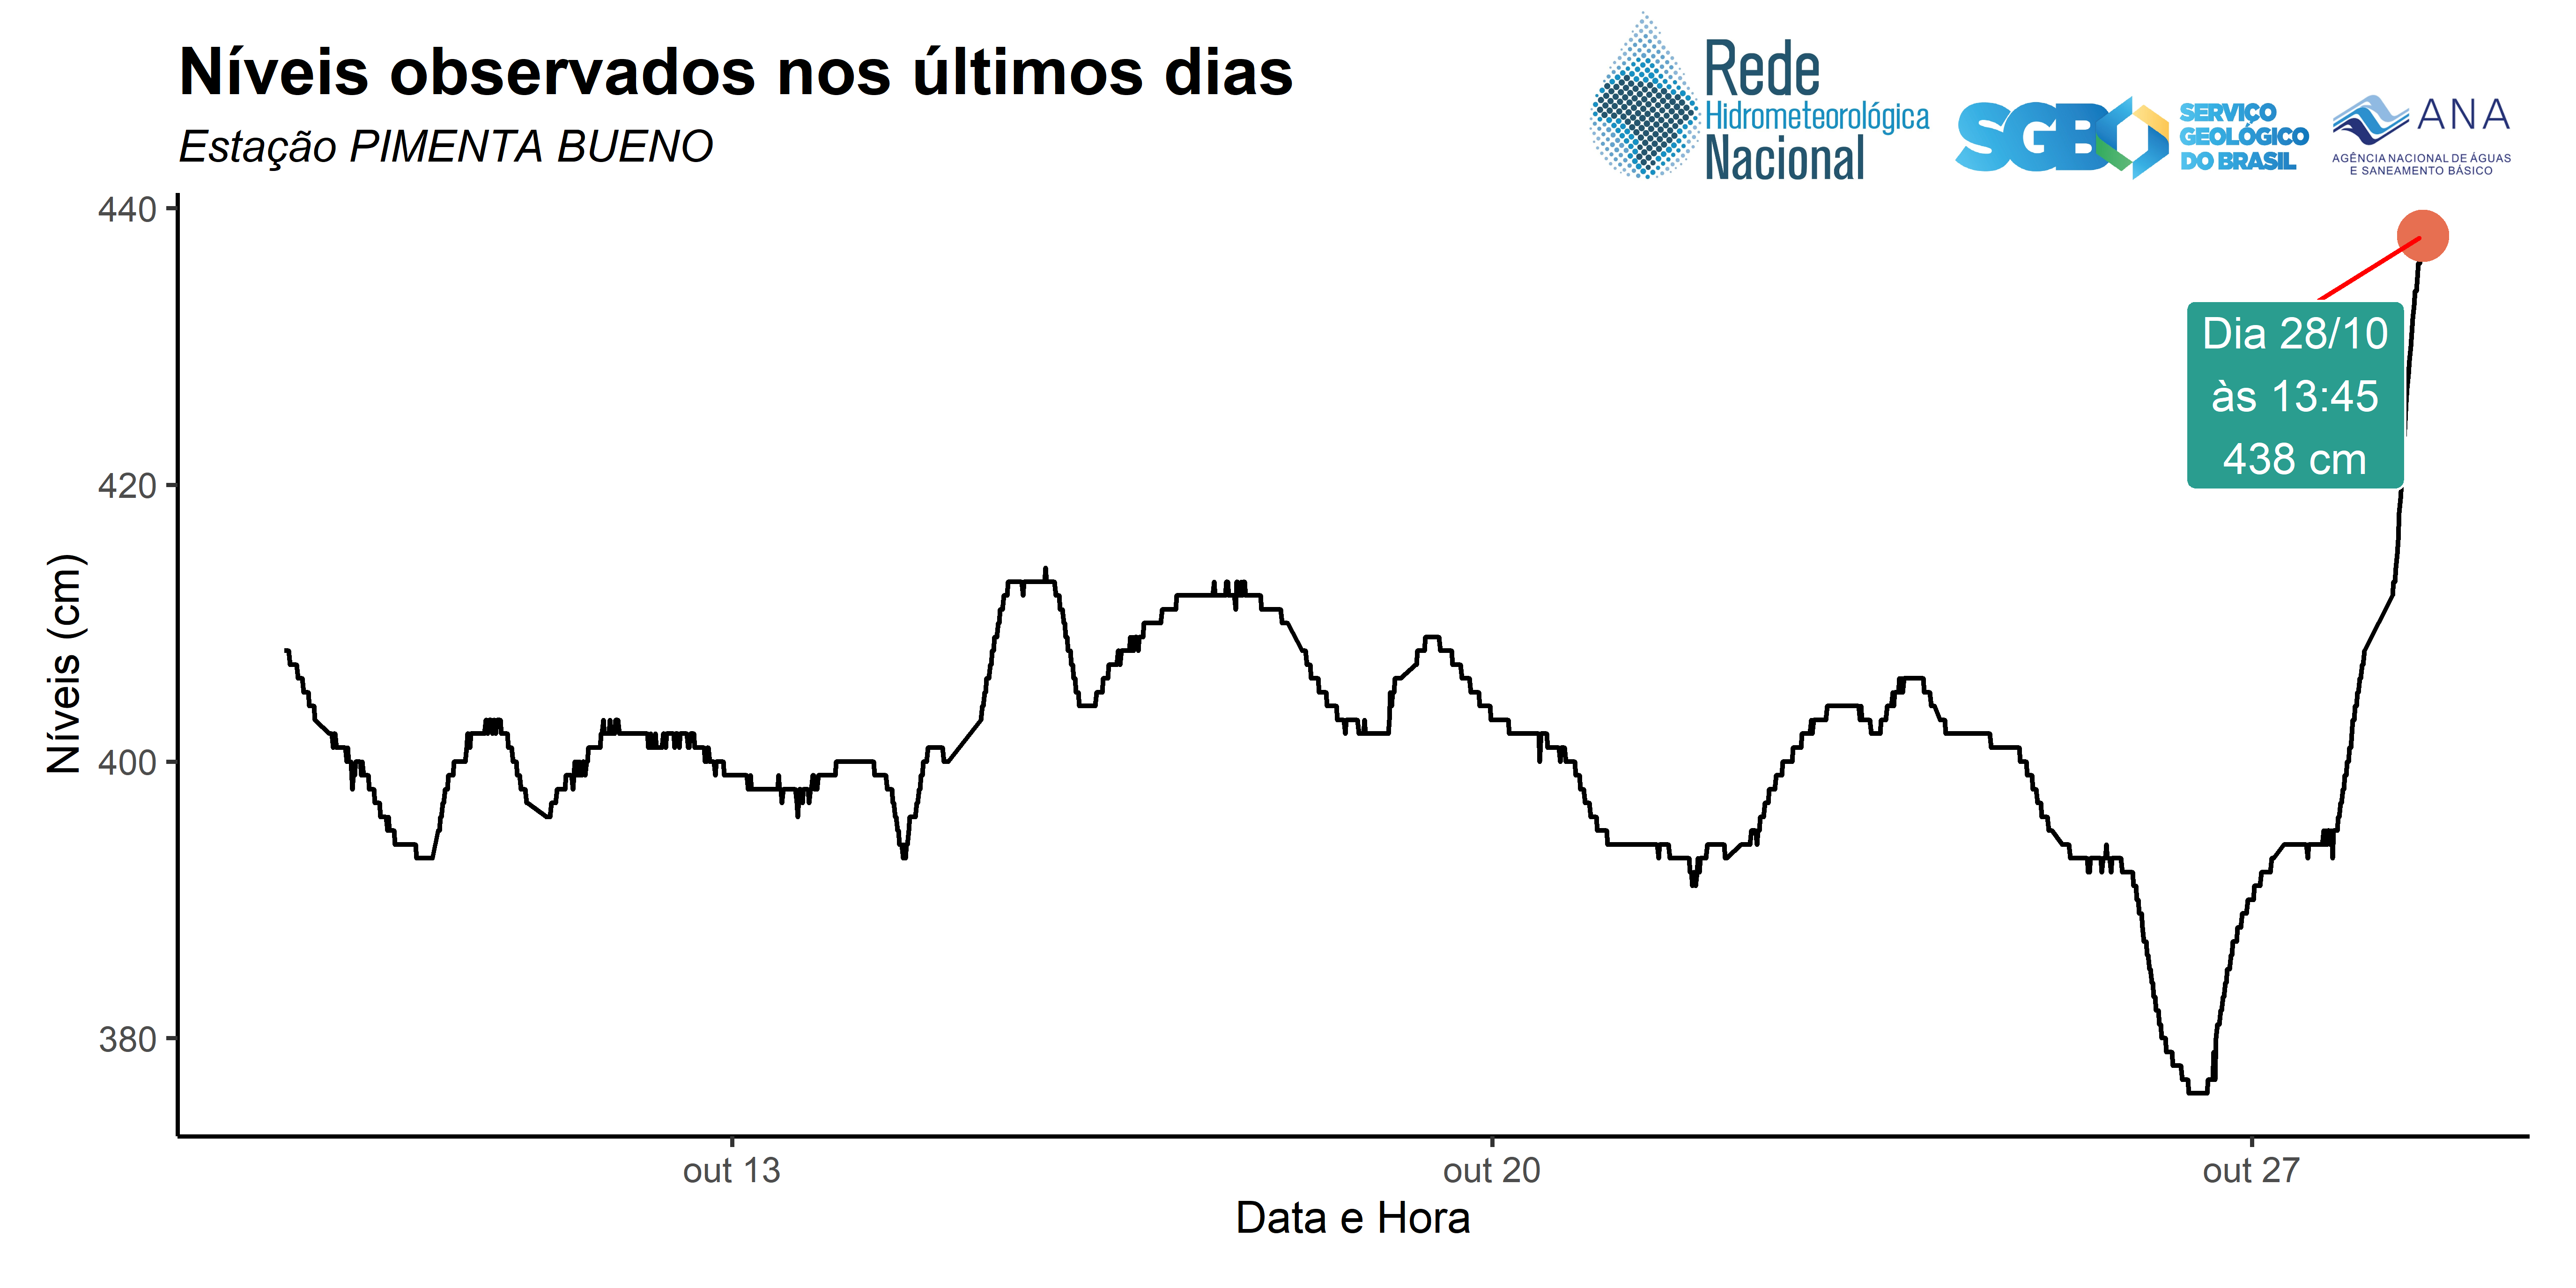 Níveis observados nos últimos dias
Estação PIMENTA BUENO
Rede
Hidrometeorológica
Nacional
SGB
SERVIÇO
GEOLÓGICO
DO BRASIL
ANA
AGÊNCIA NACIONAL DE ÁGUAS
E SANEAMENTO BÁSICO
440
420
400
380
Níveis (cm)
Dia 28/10
às 13:45
438 cm
out 13
out 20
out 27
Data e Hora